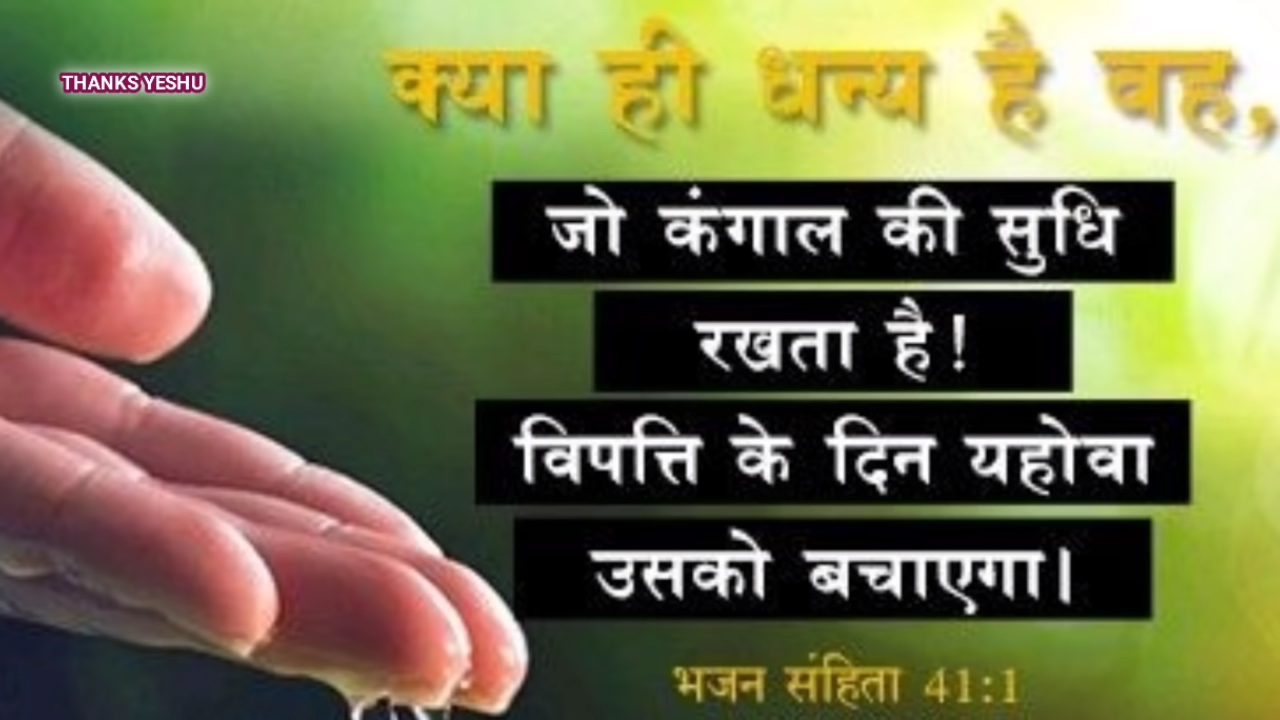 THANKS YESHU
क्या ही धन्य है वह,
जो कंगाल की सुधि
रखता है!
विपत्ति के दिन यहोवा
उसको बचाएगा।
भजन संहिता 41:1